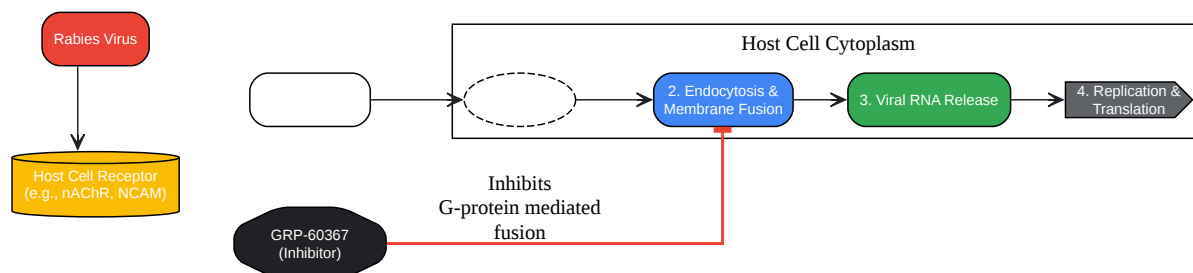 Rabies Virus
Host Cell Receptor
(e.g., nAChR, NCAM)
Host Cell Cytoplasm
2. Endocytosis &
Membrane Fusion
3. Viral RNA Release
4. Replication &
Translation
Inhibits
G-protein mediated
fusion
GRP-60367
(Inhibitor)